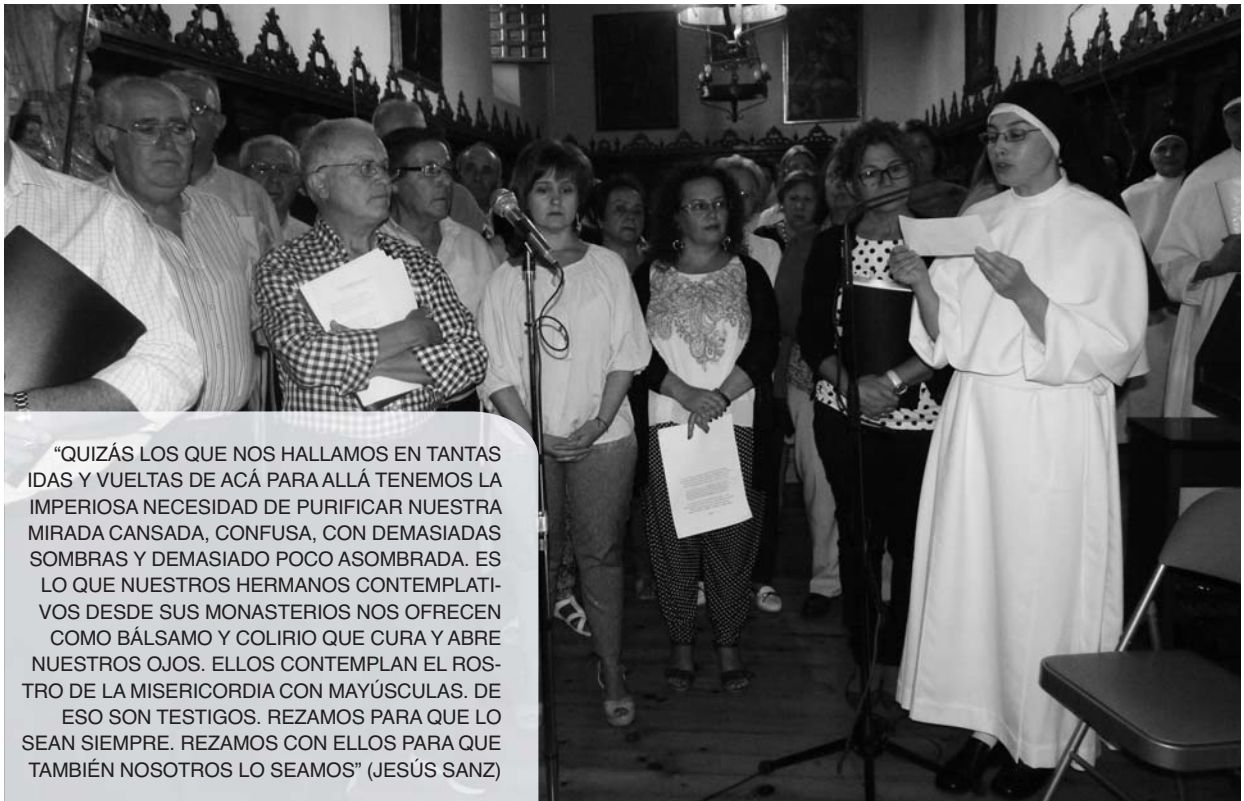 “QUIZÁS LOS QUE NOS HALLAMOS EN TANTAS
IDAS Y VUELTAS DE ACÁ PARA ALLÁ TENEMOS LA
IMPERIOSA NECESIDAD DE PURIFICAR NUESTRA
MIRADA CANSADA, CONFUSA, CON DEMASIADAS
SOMBRAS Y DEMASIADO POCO ASOMBRADA. ES
LO QUE NUESTROS HERMANOS CONTEMPLATI-
VOS DESDE SUS MONASTERIOS NOS OFRECEN
COMO BÁLSAMO Y COLIRIO QUE CURA Y ABRE
NUESTROS OJOS. ELLOS CONTEMPLAN EL ROS-
TRO DE LA MISERICORDIA CON MAYÚSCULAS. DE
ESO SON TESTIGOS. REZAMOS PARA QUE LO
SEAN SIEMPRE. REZAMOS CON ELLOS PARA QUE
TAMBIÉN NOSOTROS LO SEAMOS” (JESÚS SANZ)